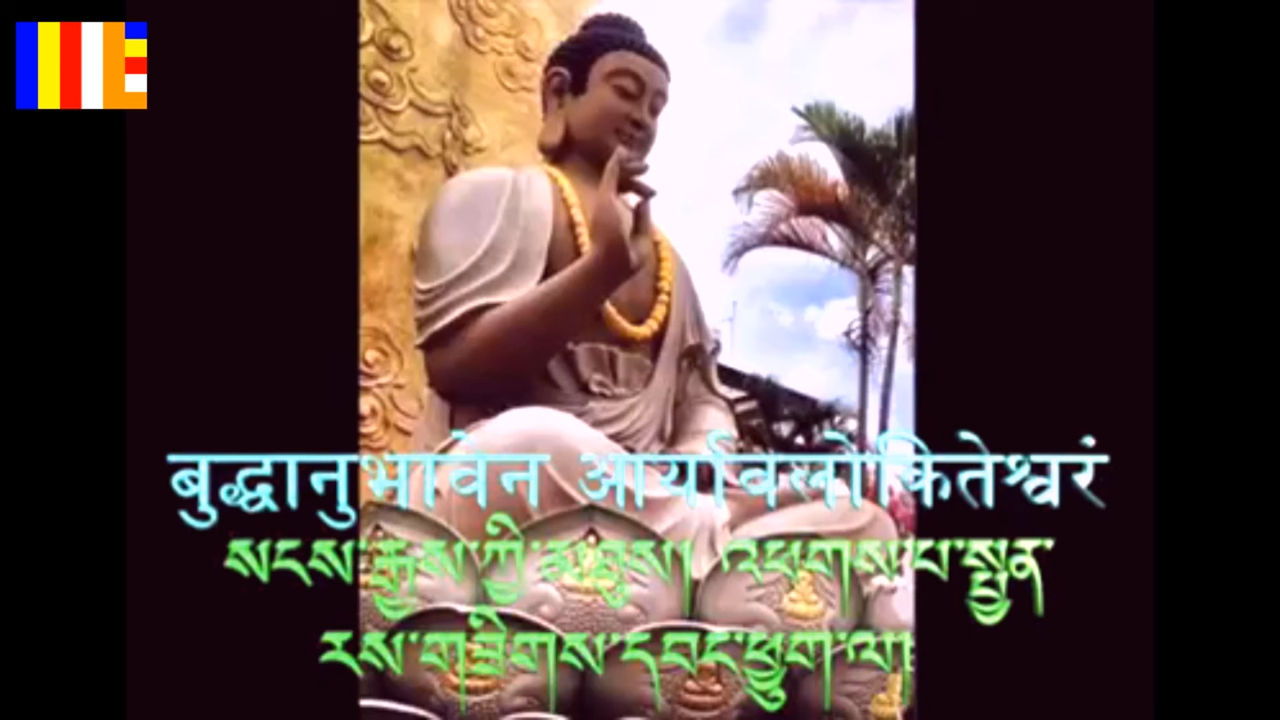 बुद्धानुभावेन आर्यावलोकितेश्वरं
སངས་རྒྱས་ཀྱི་མཐུས། འཕགས་པ་སྤྱན་
རས་གཟིགས་དབང་ཕྱུག་ལ།